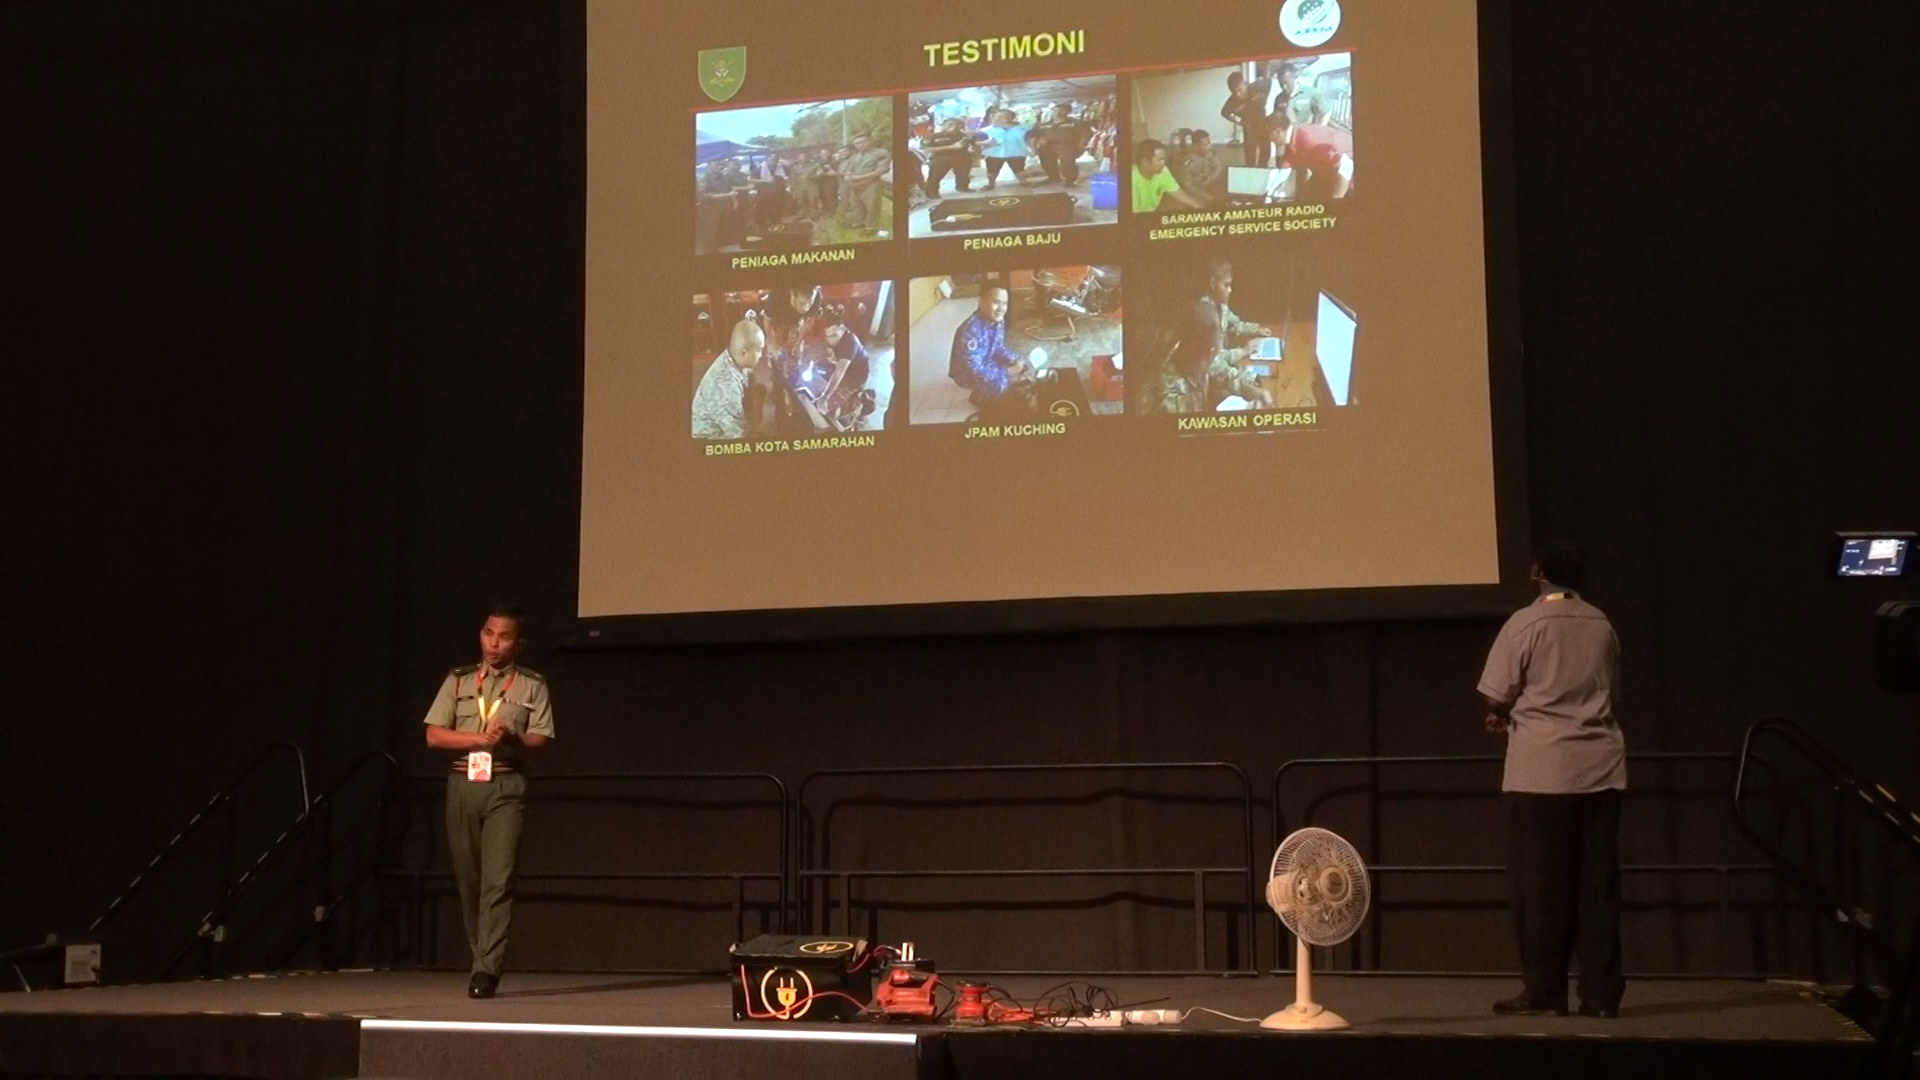 TESTIMONI
PENIAGA MAKANAN
PENIAGA BAJU
SARAWAK AMATEUR RADIO
EMERGENCY SERVICE SOCIETY
BOMBA KOTA SAMARAHAN
JPAM KUCHING
KAWASAN OPERASI